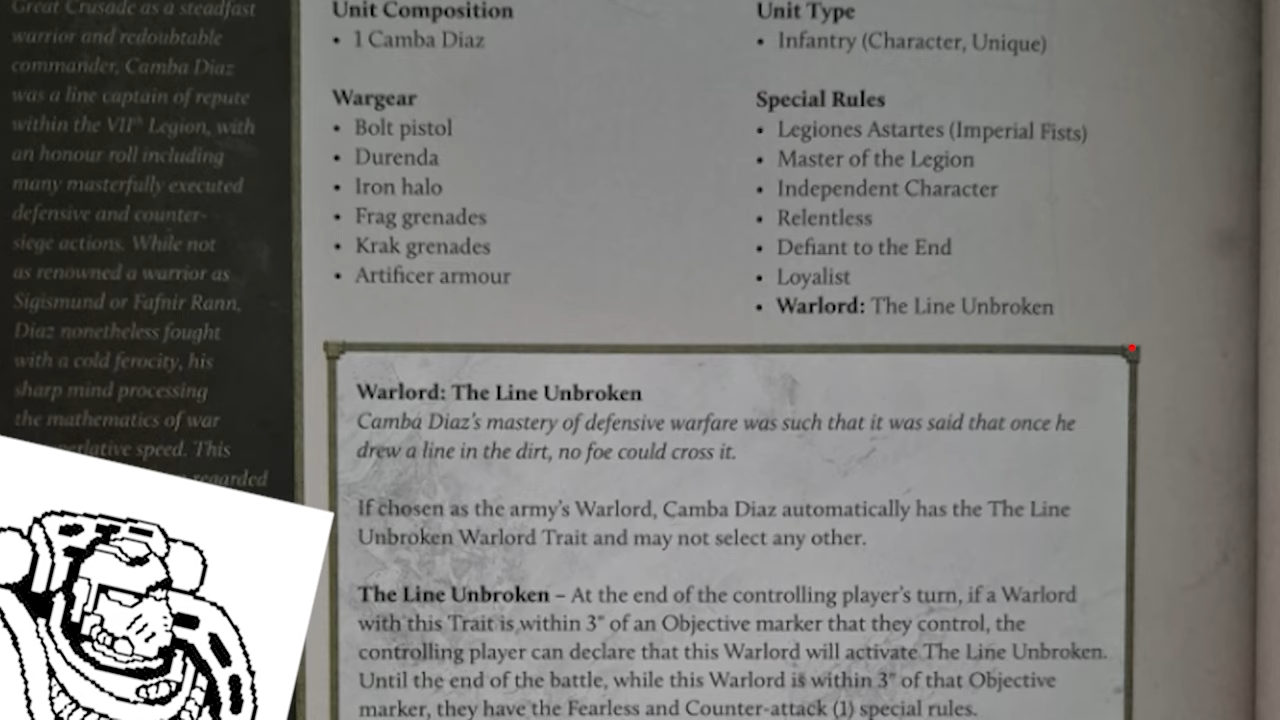 Great Crusade as a steadfast
warrior and redoubtable
commander, Camba Diaz
was a line captain of repute
within the VIIth Legion, with
an honour roll including
many masterfully executed
defensive and counter-
siege actions. While not
as renowned a warrior as
Sigismund or Fafnir Rann,
Diaz nonetheless fought
with a cold ferocity, his
sharp mind processing
the mathematics of war
speed. This
regarded
Unit Composition
• 1 Camba Diaz
Wargear
• Bolt pistol
• Durenda
• Iron halo
• Frag grenades
• Krak grenades
• Artificer armour
Unit Type
• Infantry (Character, Unique)
Special Rules
• Legiones Astartes (Imperial Fists)
• Master of the Legion
• Independent Character
• Relentless
• Defiant to the End
• Loyalist
• Warlord: The Line Unbroken
Warlord: The Line Unbroken
Camba Diaz's mastery of defensive warfare was such that it was said that once he
drew a line in the dirt, no foe could cross it.
If chosen as the army's Warlord, Camba Diaz automatically has the The Line
Unbroken Warlord Trait and may not select any other.
The Line Unbroken – At the end of the controlling player's turn, if a Warlord
with this Trait is within 3" of an Objective marker that they control, the
controlling player can declare that this Warlord will activate The Line Unbroken.
Until the end of the battle, while this Warlord is within 3" of that Objective
marker, they have the Fearless and Counter-attack (1) special rules.